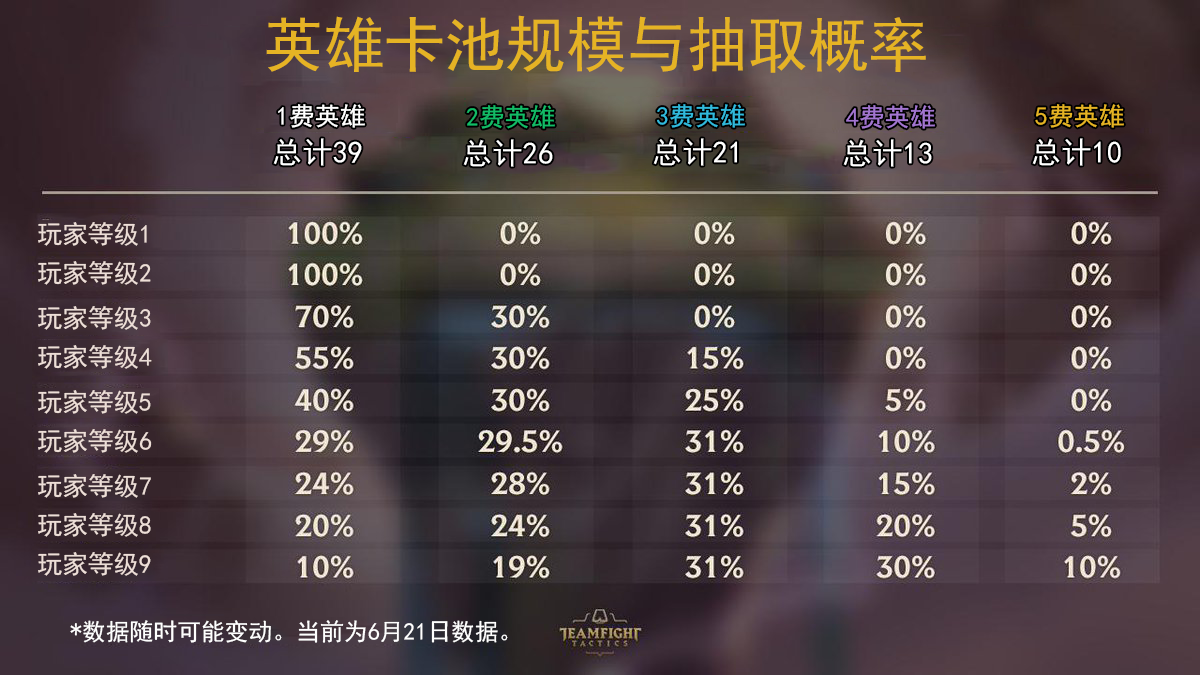 英雄卡池规模与抽取概率
1费英雄 2费英雄 3费英雄 4费英雄 5费英雄
总计39 总计26 总计21 总计13 总计10
玩家等级1 100% 0% 0% 0% 0%
玩家等级2 100% 0% 0% 0% 0%
玩家等级3 70% 30% 0% 0% 0%
玩家等级4 55% 30% 15% 0% 0%
玩家等级5 40% 30% 25% 5% 0%
玩家等级6 29% 29.5% 31% 10% 0.5%
玩家等级7 24% 28% 31% 15% 2%
玩家等级8 20% 24% 31% 20% 5%
玩家等级9 10% 19% 31% 30% 10%
*数据随时可能变动。当前为6月21日数据。
TEAMFIGHT
TACTICS